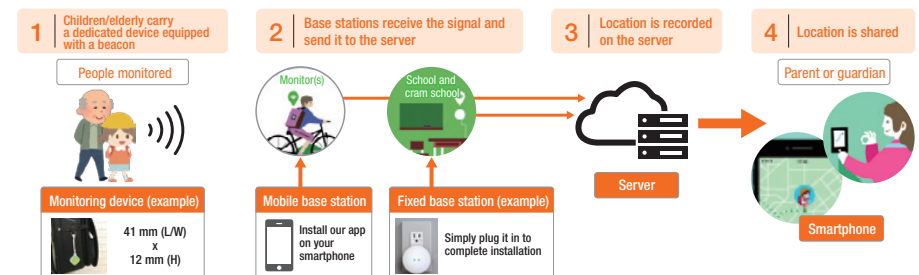 1
Children/elderly carry
a dedicated device equipped
with a beacon
2
Base stations receive the signal and
send it to the server
3
Location is recorded
on the server
4
Location is shared
People monitored
Monitor(s)
School and
cram school
Parent or guardian
Server
Smartphone
Monitoring device (example)
41 mm (L/W)
x
12 mm (H)
Mobile base station
Install our app
on your
smartphone
Fixed base station (example)
Simply plug it in to
complete installation